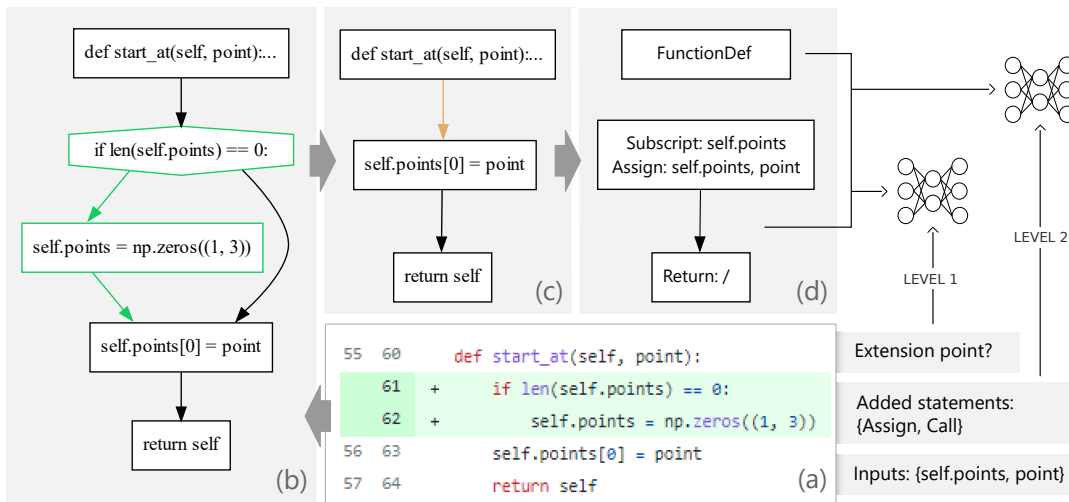 def start_at(self, point):...
if len(self.points) == 0:
self.points = np.zeros((1, 3))
self.points[0] = point
return self
(b)
def start_at(self, point):...
self.points[0] = point
return self
(c)
FunctionDef
Subscript: self.points
Assign: self.points, point
Return: /
(d)
LEVEL 1
LEVEL 2
55 60 def start_at(self, point):
61 + if len(self.points) == 0:
62 + self.points = np.zeros((1, 3))
56 63 self.points[0] = point
57 64 return self
(a)
Extension point?
Added statements:
{Assign, Call}
Inputs: {self.points, point}